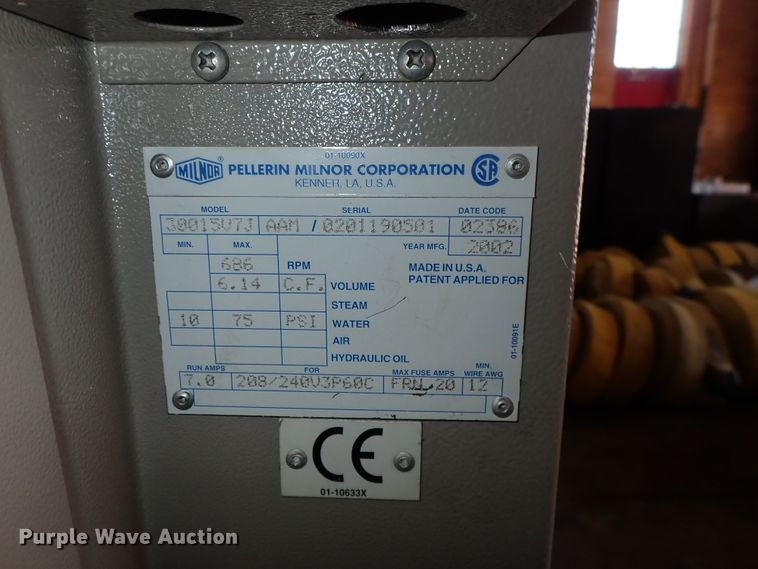 01-10090X
MILNOR PELLERIN MILNOR CORPORATION
KENNER, LA, U.S.A.
MODEL SERIAL DATE CODE
30015V7J AAM / 0201190501 02386
MIN. MAX. YEAR MFG. 2002
686 RPM MADE IN U.S.A.
6.14 C.F. VOLUME PATENT APPLIED FOR
STEAM
10 75 PSI WATER
AIR
HYDRAULIC OIL
01-10091E
RUN AMPS FOR MAX FUSE AMPS MIN. WIRE AWG
7.0 208/240V3P60C FRN 20 12
CE
01-10633X
Purple Wave Auction